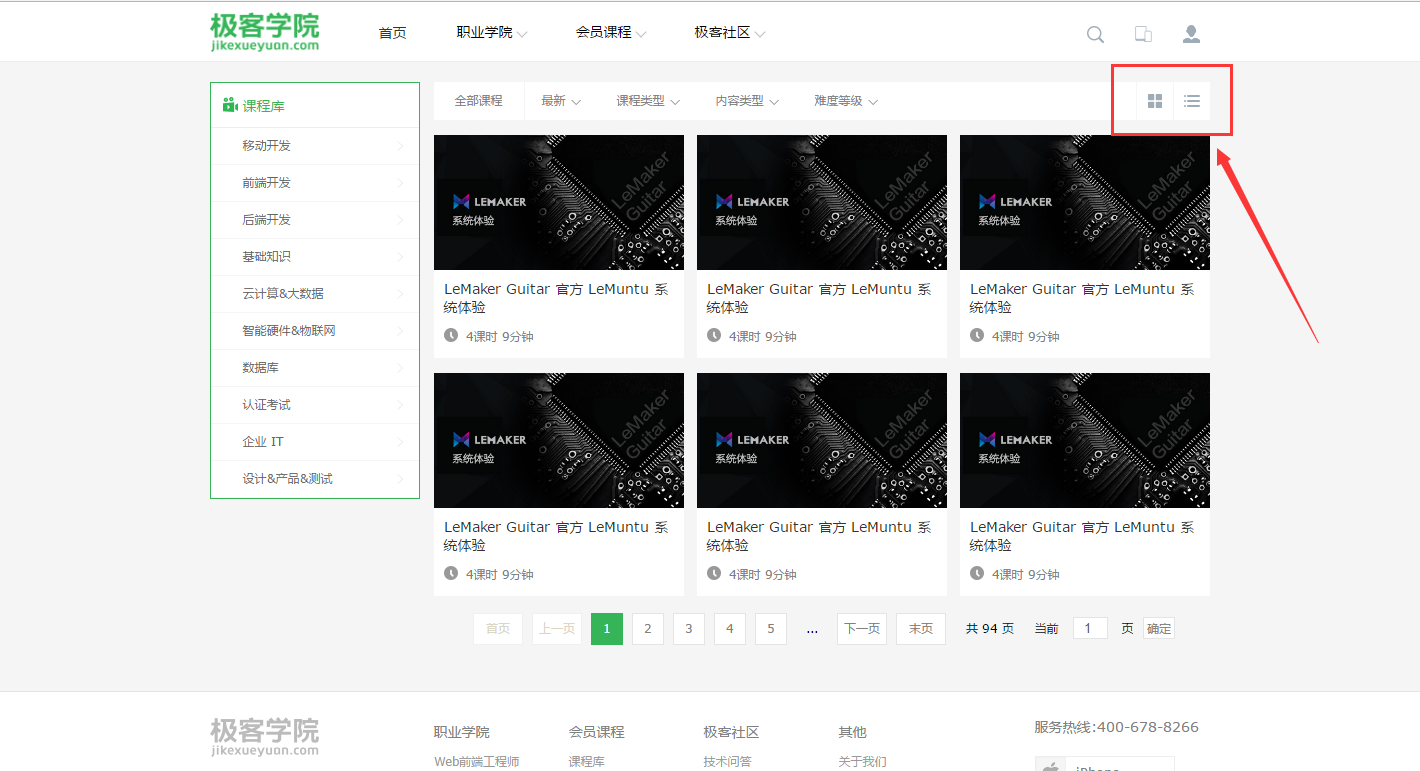 极客学院
jikexueyuan.com
首页
职业学院
会员课程
极客社区
课程库
移动开发
前端开发
后端开发
基础知识
云计算&大数据
智能硬件&物联网
数据库
认证考试
企业 IT
设计&产品&测试
全部课程
最新
课程类型
内容类型
难度等级
LEMAKER
系统体验
LeMaker
Guitar
LeMaker Guitar 官方 LeMuntu 系
统体验
4课时 9分钟
LEMAKER
系统体验
LeMaker
Guitar
LeMaker Guitar 官方 LeMuntu 系
统体验
4课时 9分钟
LEMAKER
系统体验
LeMaker
Guitar
LeMaker Guitar 官方 LeMuntu 系
统体验
4课时 9分钟
LEMAKER
系统体验
LeMaker
Guitar
LeMaker Guitar 官方 LeMuntu 系
统体验
4课时 9分钟
LEMAKER
系统体验
LeMaker
Guitar
LeMaker Guitar 官方 LeMuntu 系
统体验
4课时 9分钟
LEMAKER
系统体验
LeMaker
Guitar
LeMaker Guitar 官方 LeMuntu 系
统体验
4课时 9分钟
首页 上一页 1 2 3 4 5 ... 下一页 末页 共 94 页 当前 1 页 确定
极客学院
jikexueyuan.com
职业学院
Web前端工程师
会员课程
课程库
极客社区
技术问答
其他
关于我们
服务热线:400-678-8266
iPhone